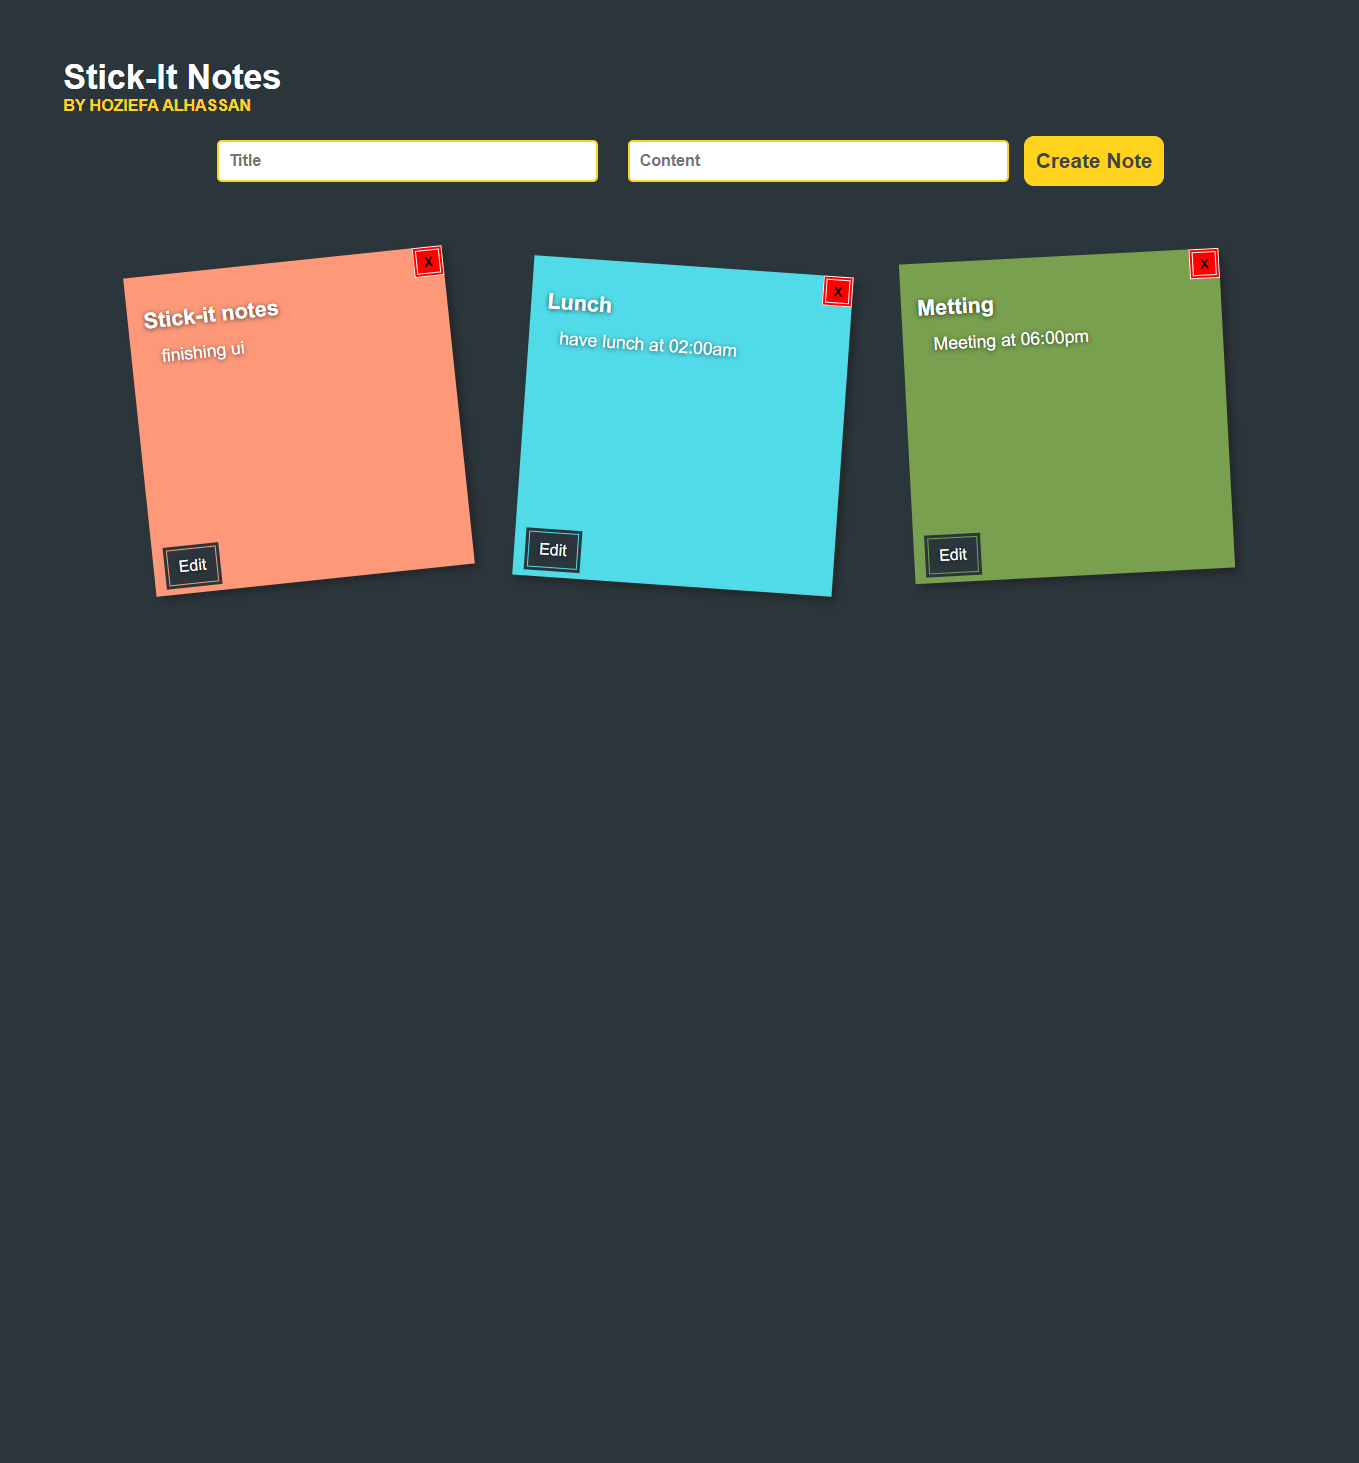 Stick-It Notes
BY HOZIEFA ALHASSAN
Title
Content
Create Note
X
Stick-it notes
finishing ui
Edit
X
Lunch
have lunch at 02:00am
Edit
X
Metting
Meeting at 06:00pm
Edit